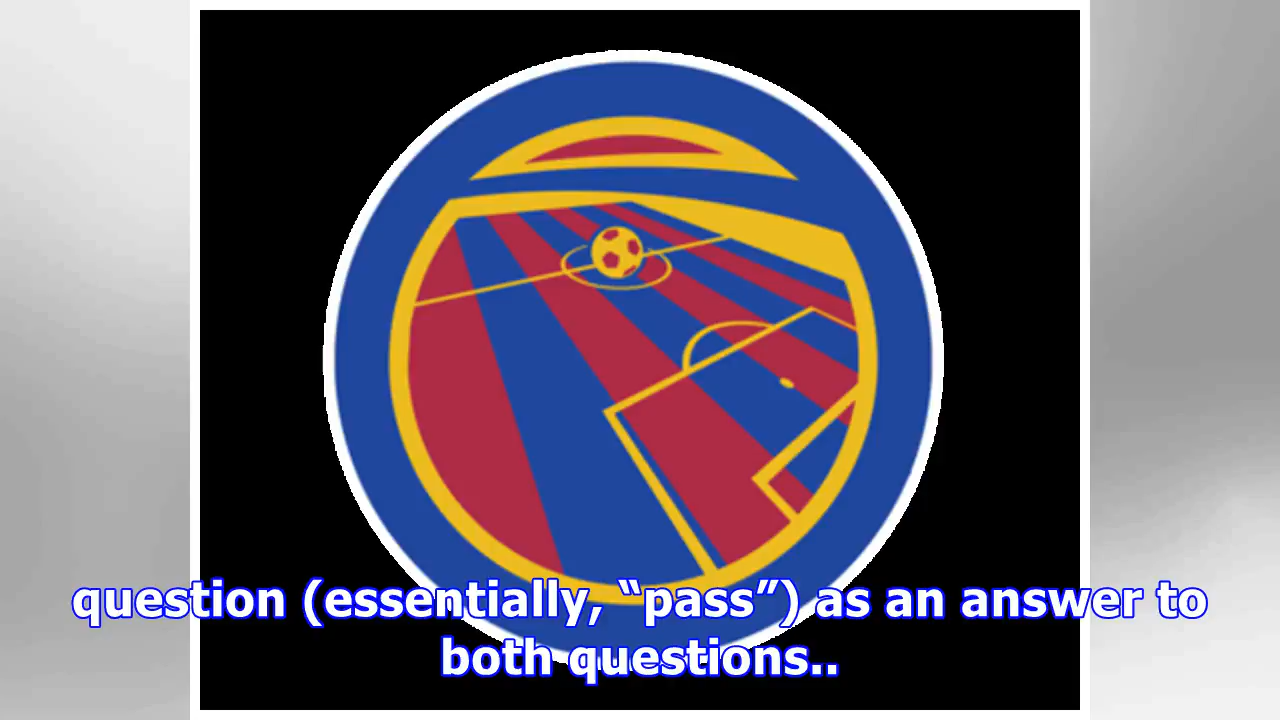 question (essentially, “pass”) as an answer to
both questions..